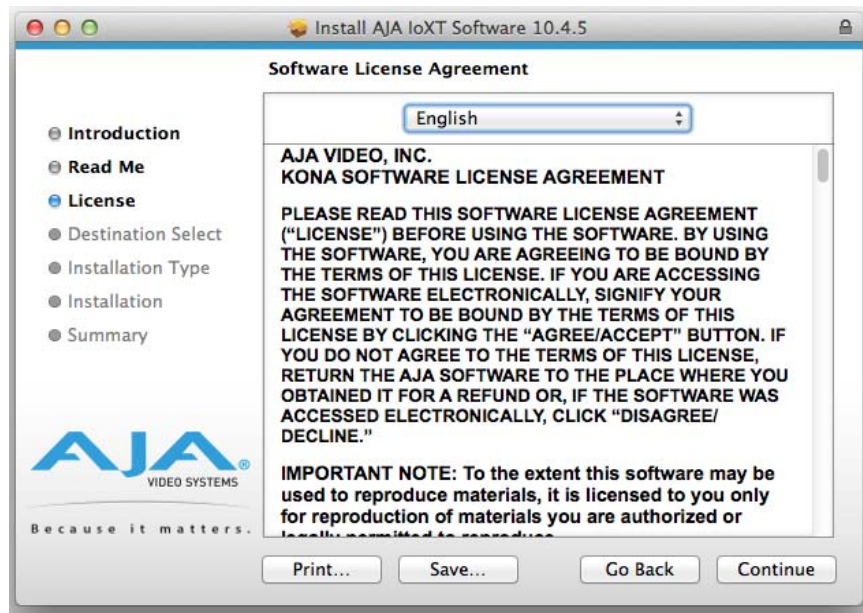 Install AJA IoXT Software 10.4.5
Software License Agreement
Introduction
Read Me
License
Destination Select
Installation Type
Installation
Summary
English
AJA VIDEO, INC.
KONA SOFTWARE LICENSE AGREEMENT
PLEASE READ THIS SOFTWARE LICENSE AGREEMENT
(“LICENSE”) BEFORE USING THE SOFTWARE. BY USING
THE SOFTWARE, YOU ARE AGREEING TO BE BOUND BY
THE TERMS OF THIS LICENSE. IF YOU ARE ACCESSING
THE SOFTWARE ELECTRONICALLY, SIGNIFY YOUR
AGREEMENT TO BE BOUND BY THE TERMS OF THIS
LICENSE BY CLICKING THE “AGREE/ACCEPT” BUTTON. IF
YOU DO NOT AGREE TO THE TERMS OF THIS LICENSE,
RETURN THE AJA SOFTWARE TO THE PLACE WHERE YOU
OBTAINED IT FOR A REFUND OR, IF THE SOFTWARE WAS
ACCESSED ELECTRONICALLY, CLICK “DISAGREE/
DECLINE.”
IMPORTANT NOTE: To the extent this software may be
used to reproduce materials, it is licensed to you only
for reproduction of materials you are authorized or
legally permitted to reproduce
AJA®
VIDEO SYSTEMS
Because it matters.
Print...
Save...
Go Back
Continue